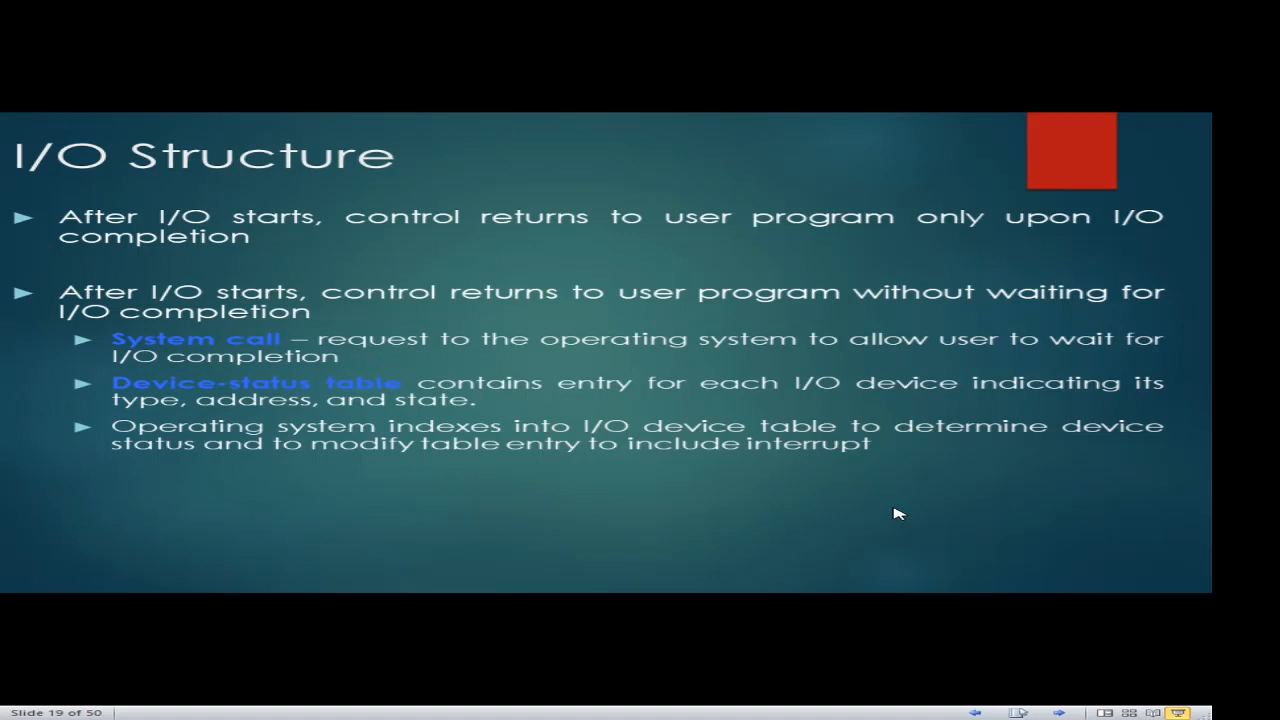 I/O Structure
After I/O starts, control returns to user program only upon I/O
completion
After I/O starts, control returns to user program without waiting for
I/O completion
System call – request to the operating system to allow user to wait for
I/O completion
Device-status table contains entry for each I/O device indicating its
type, address, and state.
Operating system indexes into I/O device table to determine device
status and to modify table entry to include interrupt
Slide 19 of 50